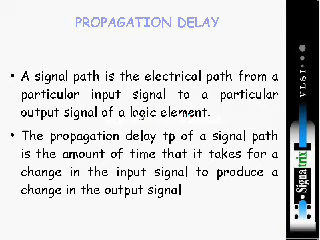 PROPAGATION DELAY
• A signal path is the electrical path from a
particular input signal to a particular
output signal of a logic element.
• The propagation delay tp of a signal path
is the amount of time that it takes for a
change in the input signal to produce a
change in the output signal
VLSI
Signatrix